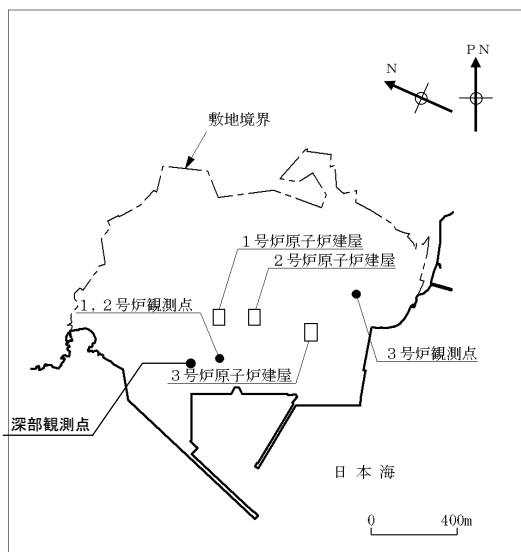 PN
N
敷地境界
1号炉原子炉建屋
2号炉原子炉建屋
1,2号炉観測点
3号炉観測点
3号炉原子炉建屋
深部観測点
日本海
0 400m